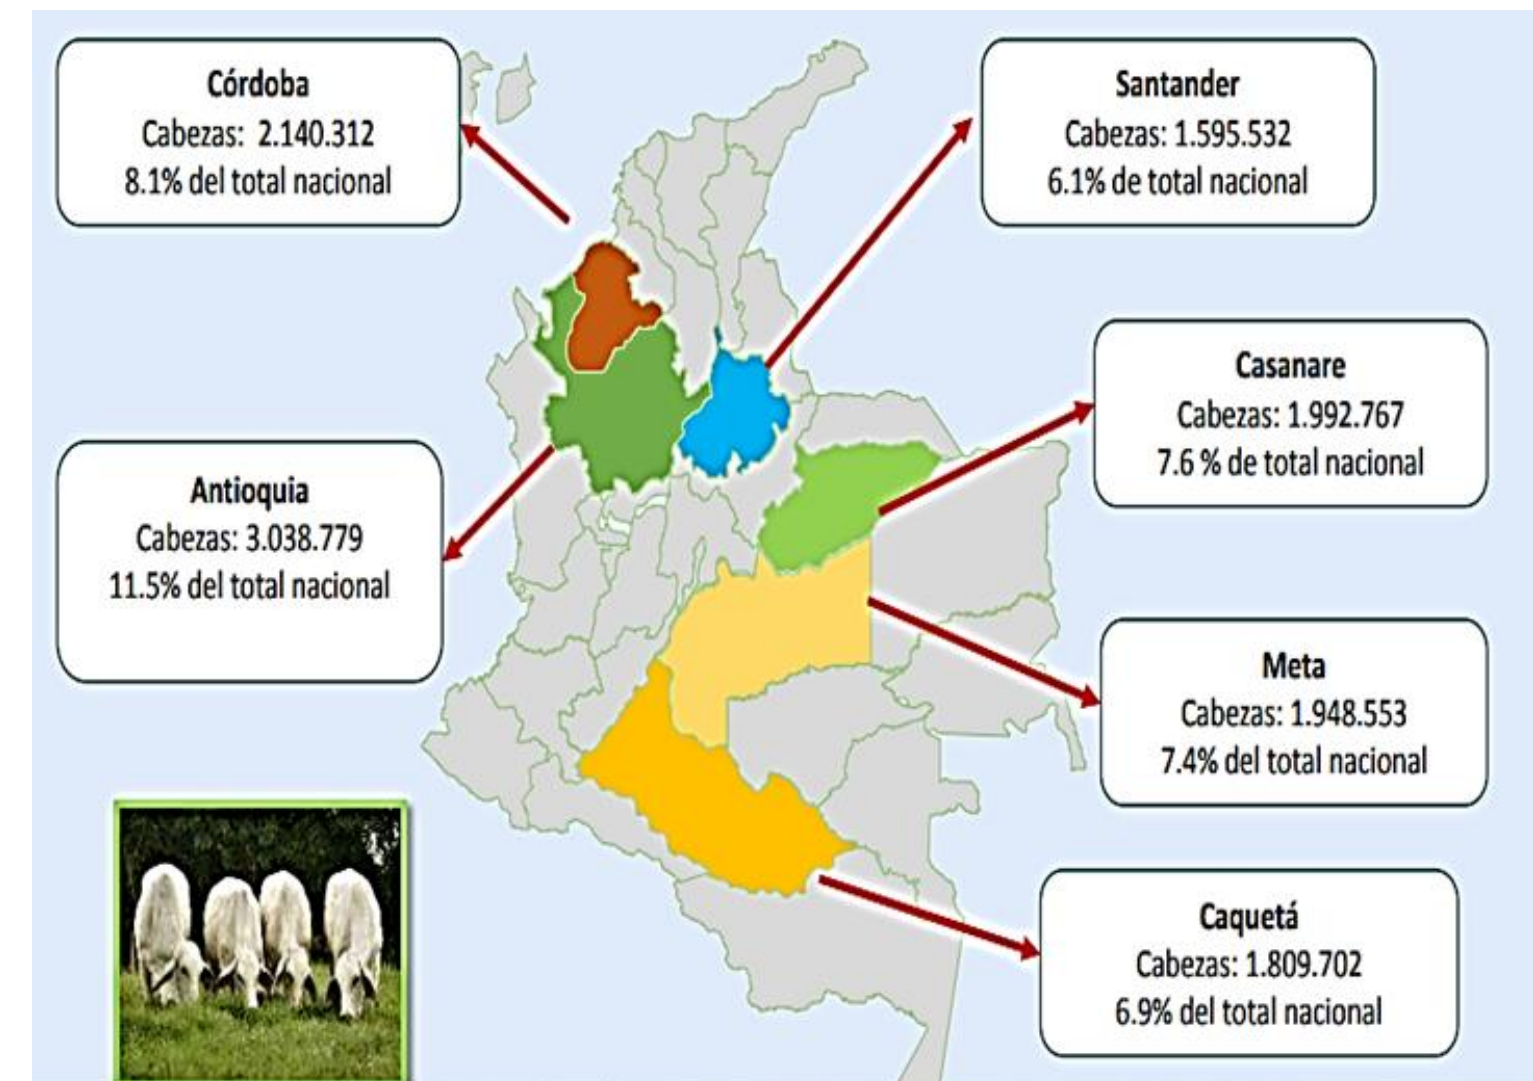 Córdoba
Cabezas: 2.140.312
8.1% del total nacional
Santander
Cabezas: 1.595.532
6.1% de total nacional
Casanare
Cabezas: 1.992.767
7.6 % de total nacional
Antioquia
Cabezas: 3.038.779
11.5% del total nacional
Meta
Cabezas: 1.948.553
7.4% del total nacional
Caquetá
Cabezas: 1.809.702
6.9% del total nacional